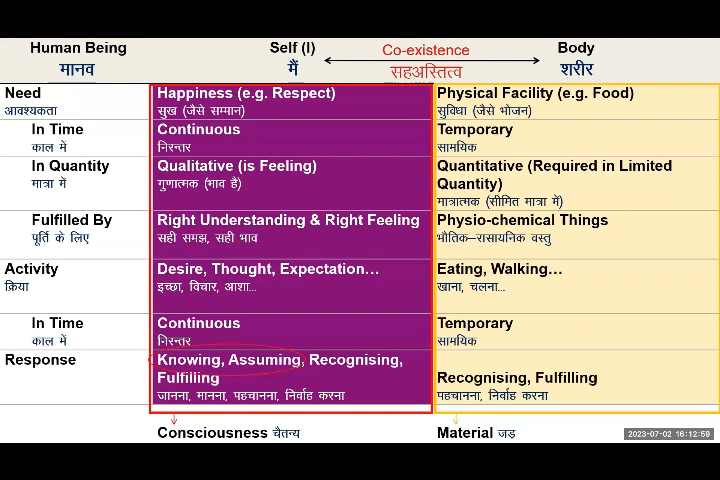 Human Being Self (I) Co-existence Body
मानव मैं सहअस्तित्व शरीर
Need Happiness (e.g. Respect) Physical Facility (e.g. Food)
आवश्यकता सुख (जैसे सम्मान) सुविधा (जैसे भोजन)
In Time Continuous Temporary
काल में निरन्तर सामयिक
In Quantity Qualitative (is Feeling) Quantitative (Required in Limited
मात्रा में गुणात्मक (भाव है) Quantity)
मात्रात्मक (सीमित मात्रा में)
Fulfilled By Right Understanding & Right Feeling Physio-chemical Things
पूर्ति के लिए सही समझ, सही भाव भौतिक–रासायनिक वस्तु
Activity Desire, Thought, Expectation… Eating, Walking…
क्रिया इच्छा, विचार, आशा… खाना, चलना…
In Time Continuous Temporary
काल में निरन्तर सामयिक
Response Knowing, Assuming, Recognising,
Fulfilling Recognising, Fulfilling
जानना, मानना, पहचानना, निर्वाह करना पहचानना, निर्वाह करना
Consciousness चैतन्य Material जड़
2023-07-02 16:12:59